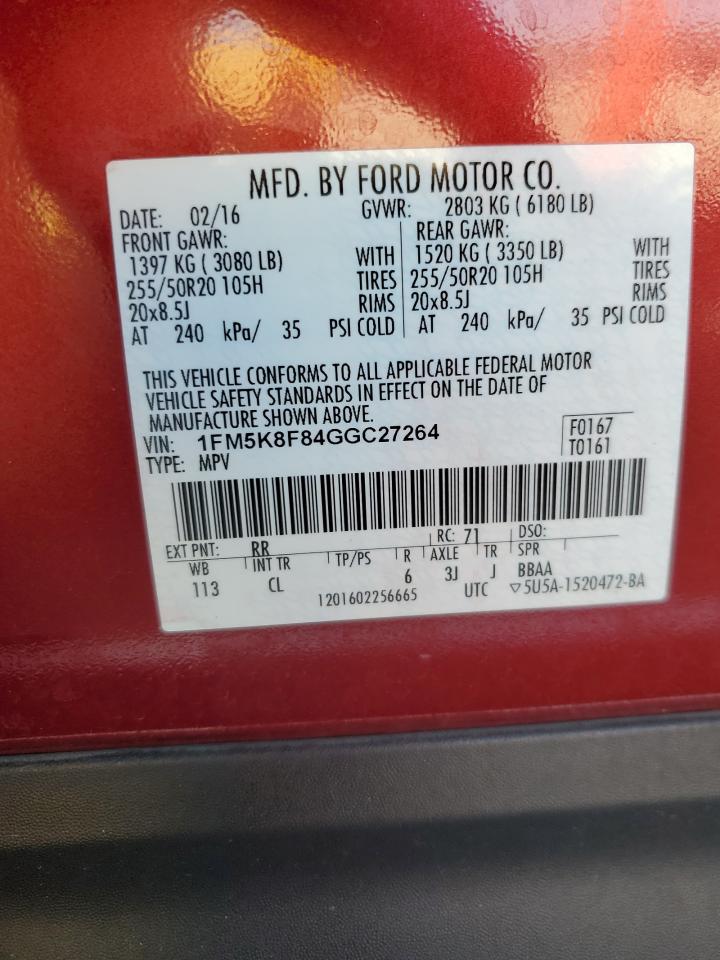 MFD. BY FORD MOTOR CO.
DATE: 02/16 GVWR: 2803 KG ( 6180 LB)
FRONT GAWR: REAR GAWR:
1397 KG ( 3080 LB) WITH 1520 KG ( 3350 LB) WITH
255/50R20 105H TIRES 255/50R20 105H TIRES
20x8.5J RIMS 20x8.5J RIMS
AT 240 kPa/ 35 PSI COLD AT 240 kPa/ 35 PSI COLD
THIS VEHICLE CONFORMS TO ALL APPLICABLE FEDERAL MOTOR
VEHICLE SAFETY STANDARDS IN EFFECT ON THE DATE OF
MANUFACTURE SHOWN ABOVE.
VIN: 1FM5K8F84GGC27264 F0167
TYPE: MPV T0161
EXT PNT: RR RC: 71 DSO:
WB INT TR TP/PS R AXLE TR SPR
113 CL 6 3J J BBAA
1201602256665 UTC ▽5U5A-1520472-BA